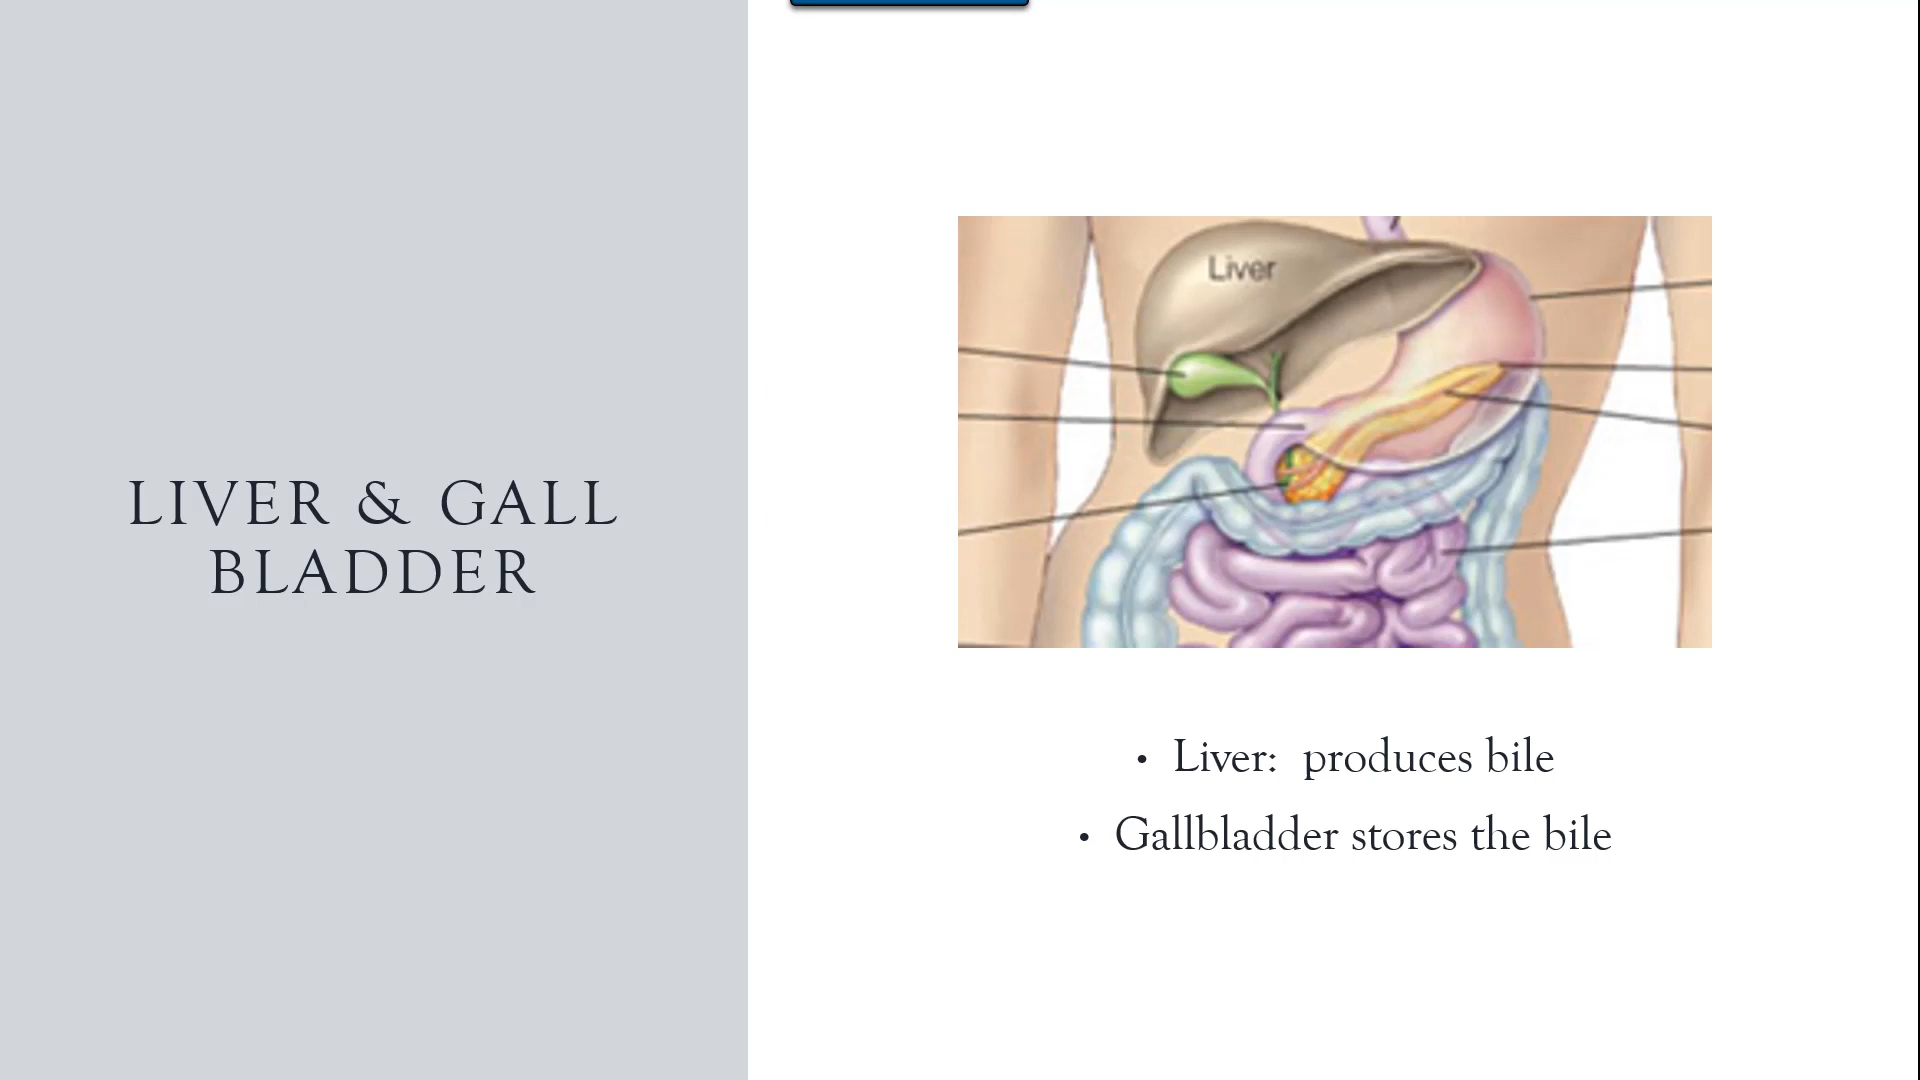 LIVER & GALL
BLADDER
Liver
• Liver:  produces bile
• Gallbladder stores the bile